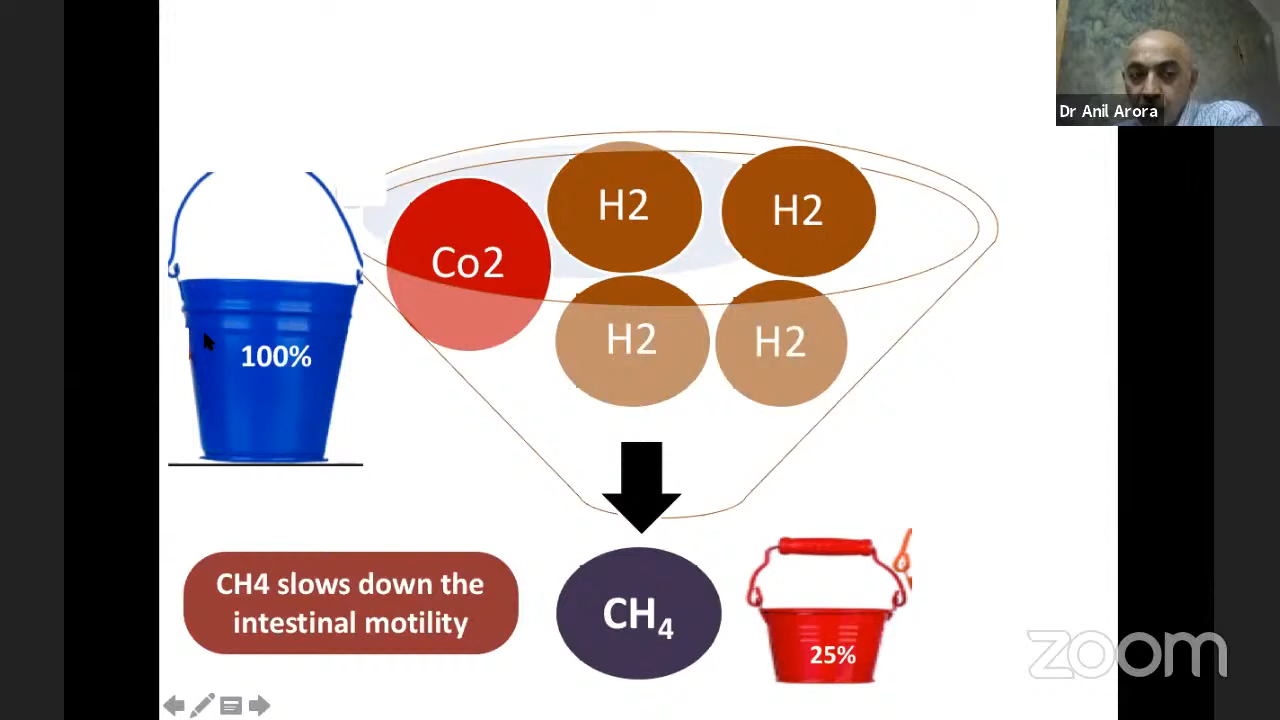 Dr Anil Arora
H2
H2
Co2
H2
H2
100%
CH4 slows down the
intestinal motility
CH₄
25%
zoom